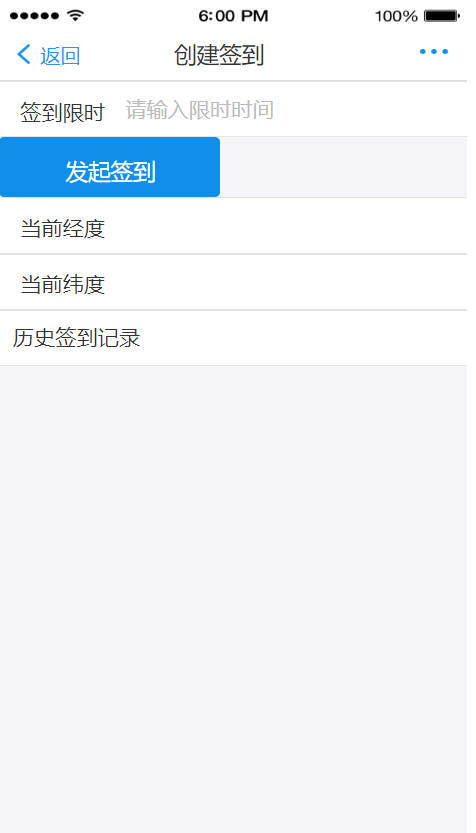 6:00 PM 100%
返回 创建签到
签到限时 请输入限时时间
发起签到
当前经度
当前纬度
历史签到记录